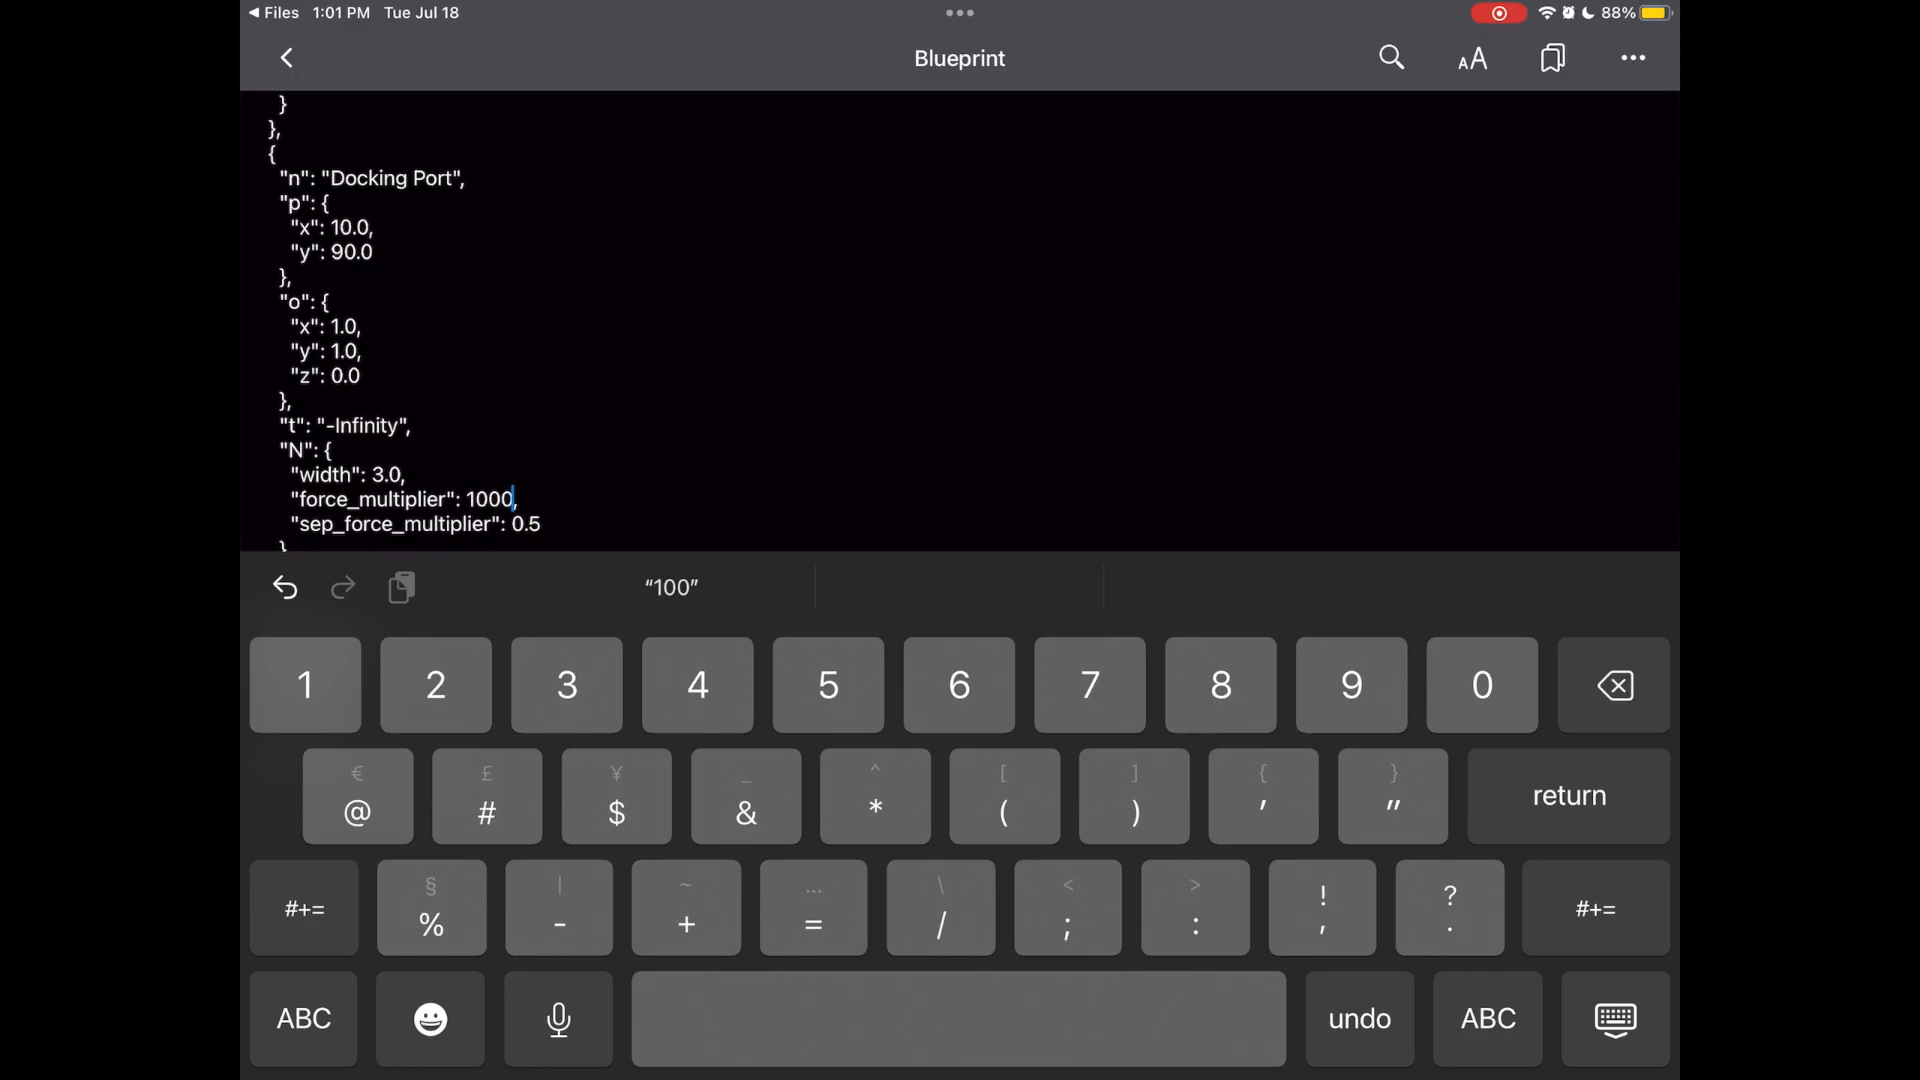 Files 1:01 PM Tue Jul 18
88%
Blueprint
AA
}
},
{
"n": "Docking Port",
"p": {
"x": 10.0,
"y": 90.0
},
"o": {
"x": 1.0,
"y": 1.0,
"z": 0.0
},
"t": "-Infinity",
"N": {
"width": 3.0,
"force_multiplier": 1000,
"sep_force_multiplier": 0.5
}
“100”
1 2 3 4 5 6 7 8 9 0
€ £ ¥ _ ^ [ ] { }
@ # $ & * ( ) ' " return
§ | ~ … \ < > ! ?
#+= % - + = / ; : , . #+=
ABC undo ABC